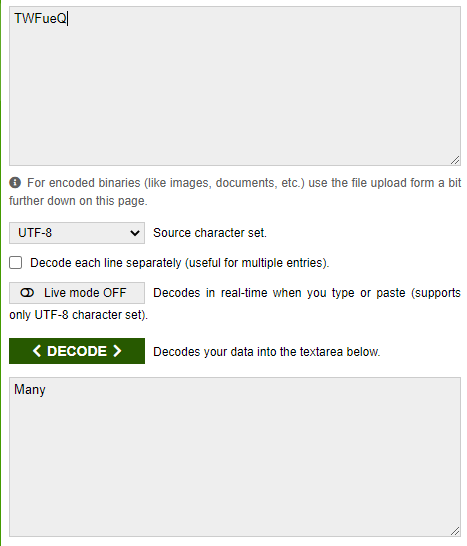 TWFueQ
For encoded binaries (like images, documents, etc.) use the file upload form a bit
further down on this page.
UTF-8 Source character set.
Decode each line separately (useful for multiple entries).
Live mode OFF Decodes in real-time when you type or paste (supports
only UTF-8 character set).
DECODE Decodes your data into the textarea below.
Many